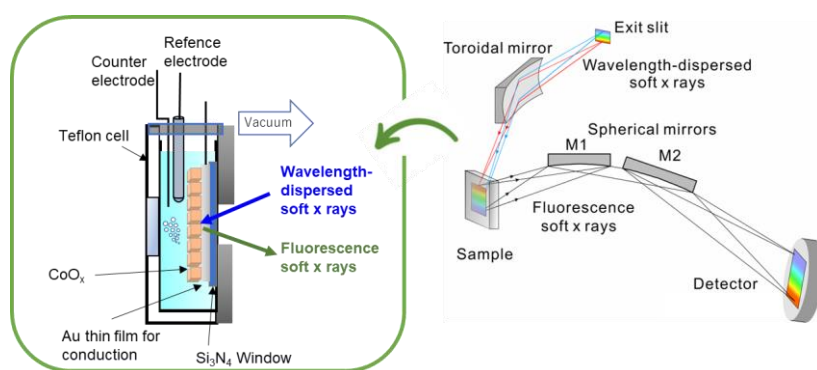 Refence
electrode
Counter
electrode
Teflon cell
Vacuum
Wavelength-
dispersed
soft x rays
Fluorescence
soft x rays
CoOₓ
Au thin film for
conduction
Si₃N₄ Window
Exit slit
Toroidal mirror
Wavelength-dispersed
soft x rays
Spherical mirrors
M1
M2
Fluorescence
soft x rays
Sample
Detector